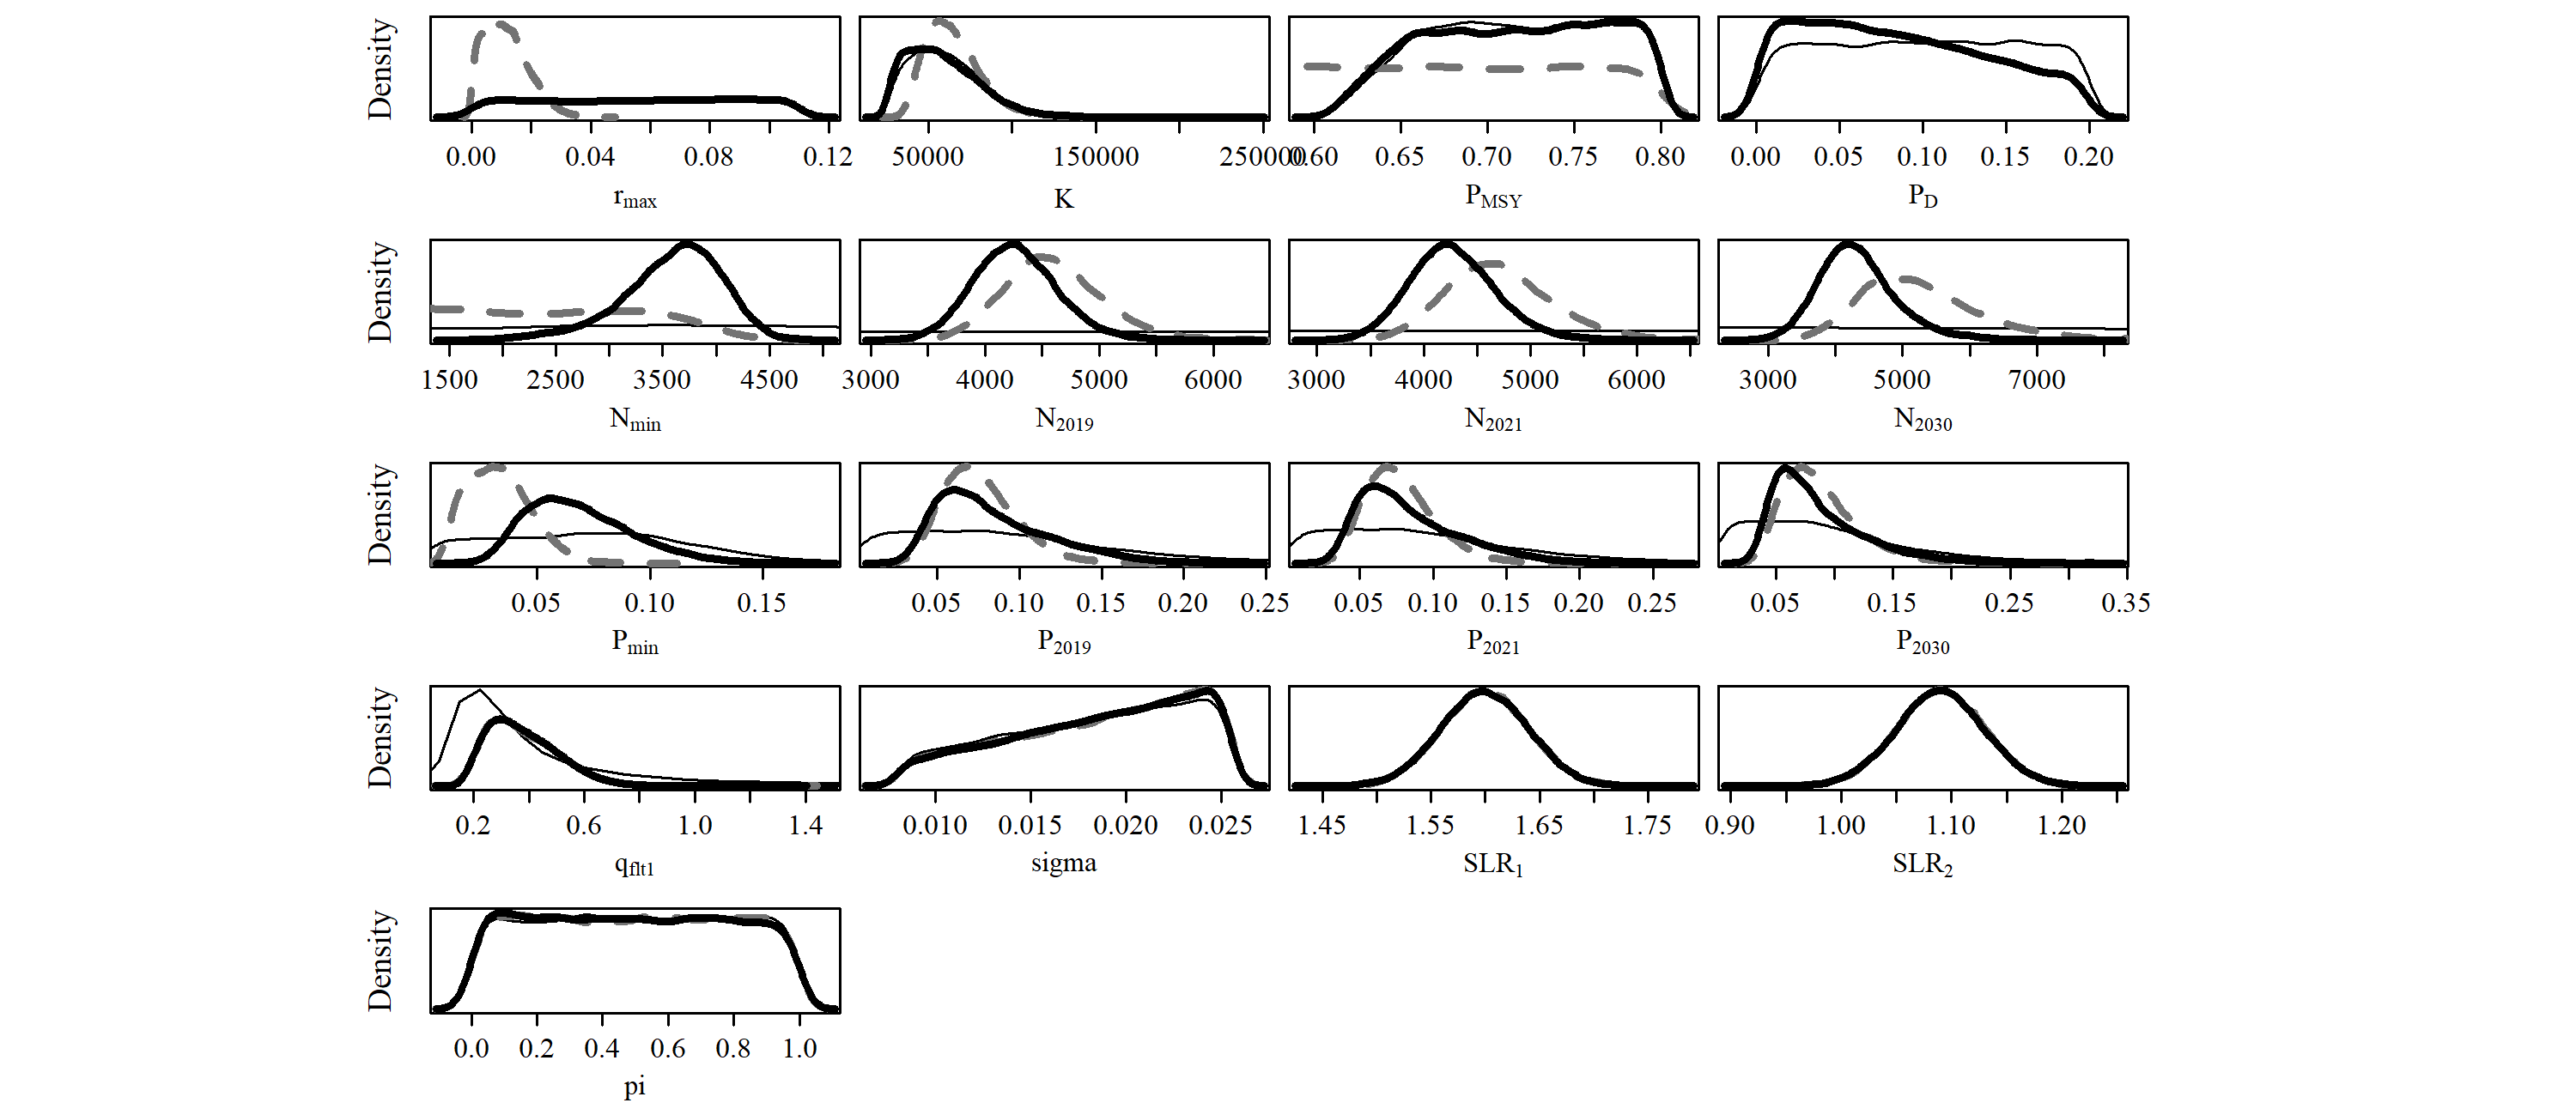 Density
0.00 0.04 0.08 0.12 50000 150000 250000 0.60 0.65 0.70 0.75 0.80 0.00 0.05 0.10 0.15 0.20
rmax K PMSY PD
Density
1500 2500 3500 4500 3000 4000 5000 6000 3000 4000 5000 6000 3000 5000 7000
Nmin N2019 N2021 N2030
Density
0.05 0.10 0.15 0.05 0.10 0.15 0.20 0.25 0.05 0.10 0.15 0.20 0.25 0.05 0.15 0.25 0.35
Pmin P2019 P2021 P2030
Density
0.2 0.6 1.0 1.4 0.010 0.015 0.020 0.025 1.45 1.55 1.65 1.75 0.90 1.00 1.10 1.20
qflt1 sigma SLR1 SLR2
Density
0.0 0.2 0.4 0.6 0.8 1.0
pi